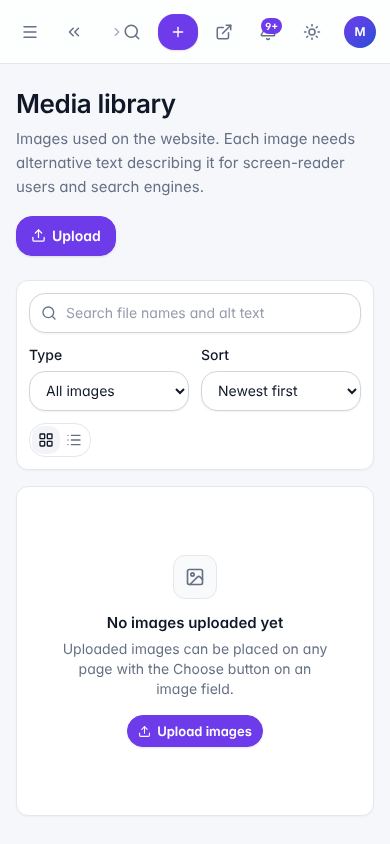 9+
M
Media library
Images used on the website. Each image needs
alternative text describing it for screen-reader
users and search engines.
Upload
Search file names and alt text
Type
Sort
All images
Newest first
No images uploaded yet
Uploaded images can be placed on any
page with the Choose button on an
image field.
Upload images